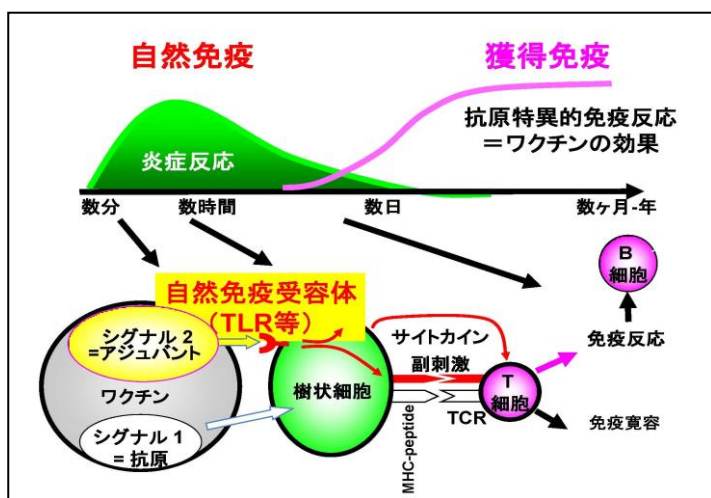 自然免疫
獲得免疫
抗原特異的免疫反応
=ワクチンの効果
炎症反応
数分
数時間
数日
数ヶ月-年
B
細胞
自然免疫受容体
(TLR等)
シグナル2
=アジュバント
サイトカイン
副刺激
免疫反応
ワクチン
樹状細胞
T
細胞
シグナル1
=抗原
MHC-peptide
TCR
免疫寛容